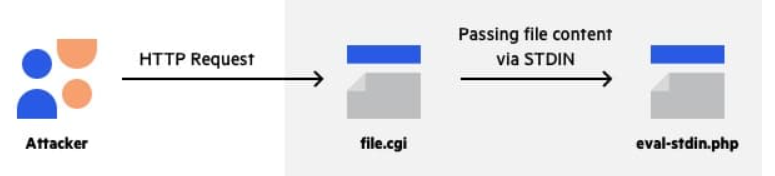 HTTP Request
Passing file content
via STDIN
Attacker
file.cgi
eval-stdin.php